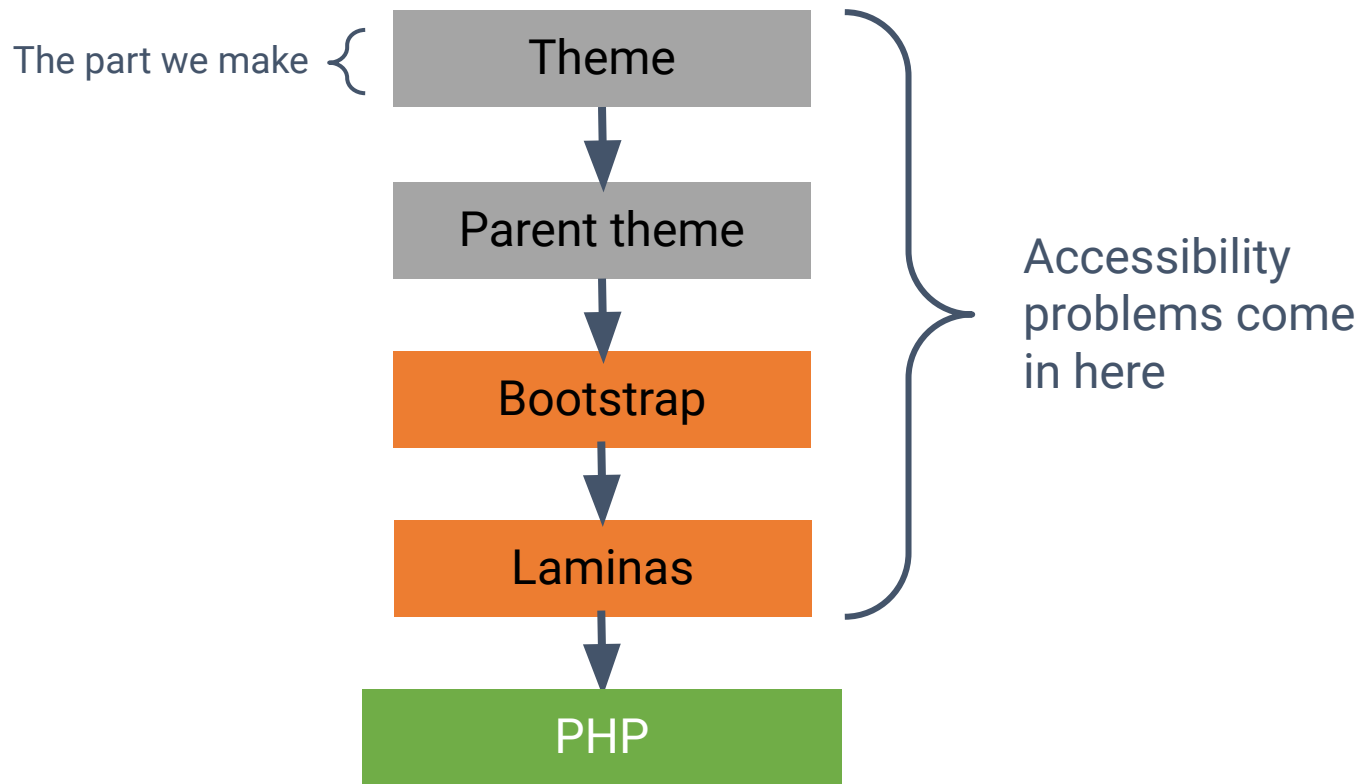 The part we make
Theme
Parent theme
Bootstrap
Laminas
PHP
Accessibility
problems come
in here